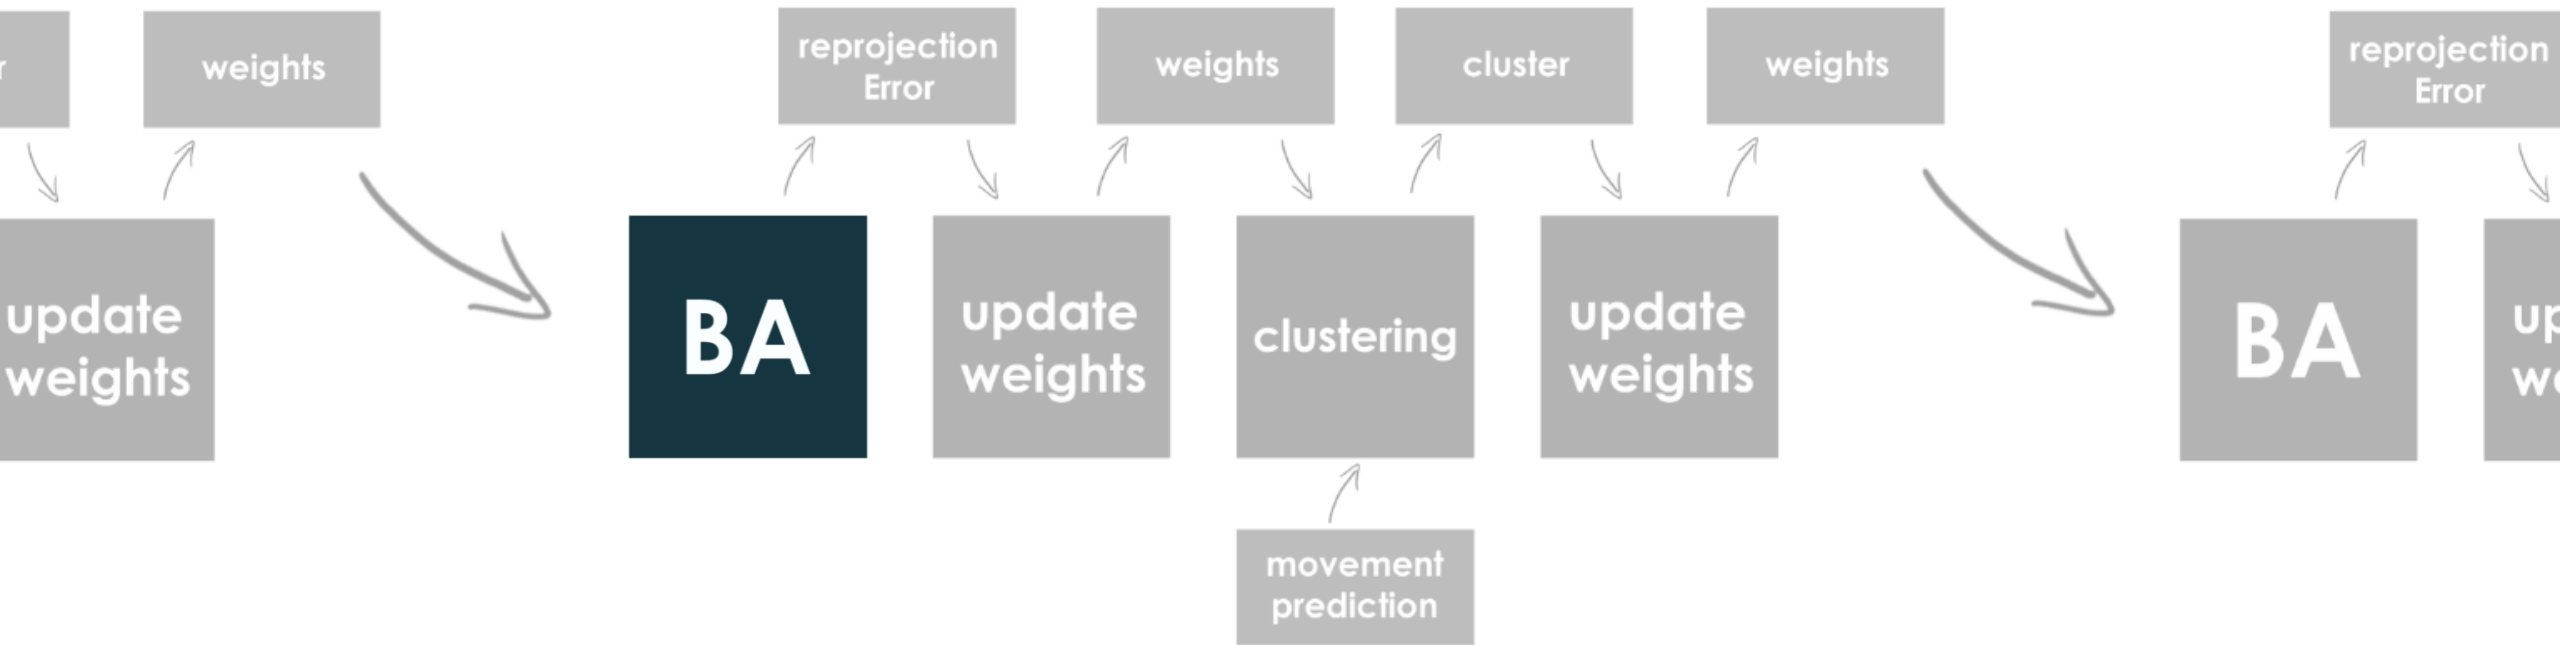 weights
reprojection
Error
weights
cluster
weights
reprojection
Error
update
weights
BA
update
weights
clustering
update
weights
BA
movement
prediction